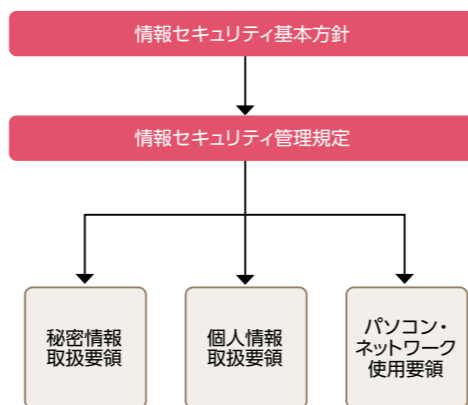 情報セキュリティ基本方針
情報セキュリティ管理規定
秘密情報
取扱要領
個人情報
取扱要領
パソコン・
ネットワーク
使用要領